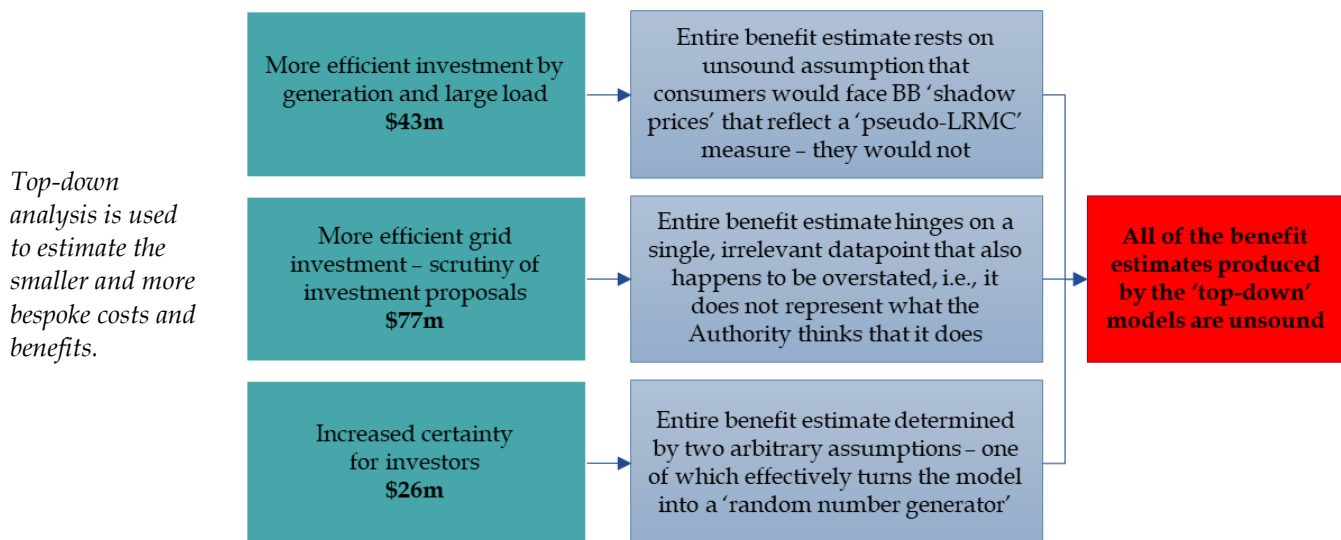 Top-down
analysis is used
to estimate the
smaller and more
bespoke costs and
benefits.
More efficient investment by
generation and large load
$43m
Entire benefit estimate rests on
unsound assumption that
consumers would face BB ‘shadow
prices’ that reflect a ‘pseudo-LRMC’
measure – they would not
More efficient grid
investment – scrutiny of
investment proposals
$77m
Entire benefit estimate hinges on a
single, irrelevant datapoint that also
happens to be overstated, i.e., it
does not represent what the
Authority thinks that it does
Increased certainty
for investors
$26m
Entire benefit estimate determined
by two arbitrary assumptions – one
of which effectively turns the model
into a ‘random number generator’
All of the benefit
estimates produced
by the ‘top-down’
models are unsound